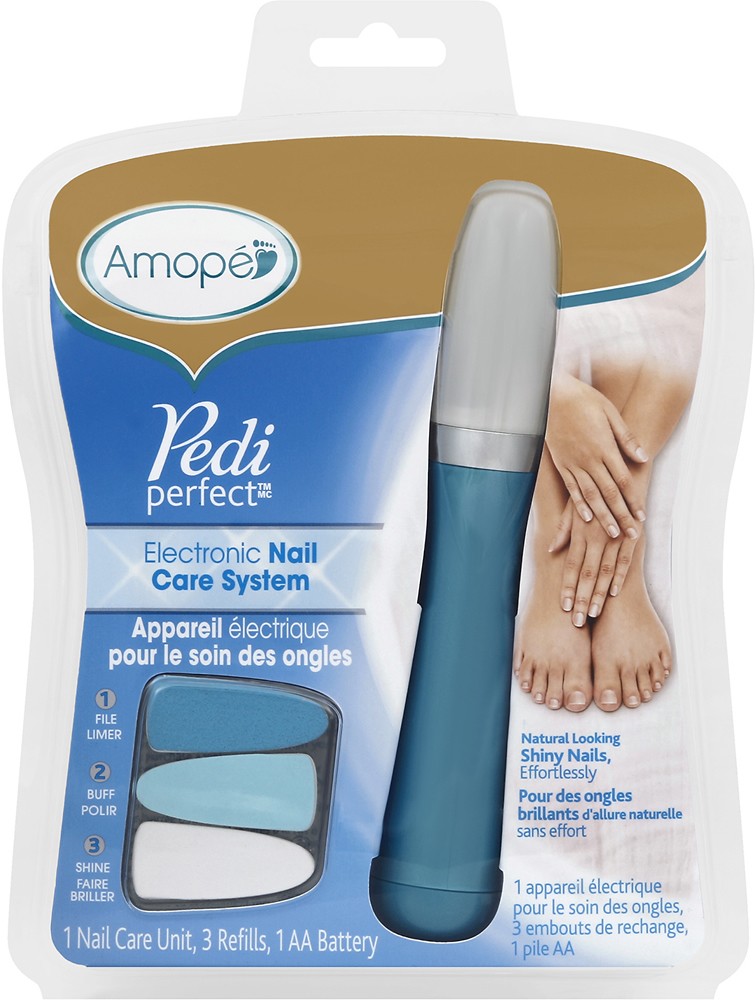 Amopé
Pedi
perfect™ MC
Electronic Nail
Care System
Appareil électrique
pour le soin des ongles
1
FILE
LIMER
2
BUFF
POLIR
3
SHINE
FAIRE
BRILLER
1 Nail Care Unit, 3 Refills, 1 AA Battery
Natural Looking
Shiny Nails,
Effortlessly
Pour des ongles
brillants d'allure naturelle
sans effort
1 appareil électrique
pour le soin des ongles,
3 embouts de rechange,
1 pile AA